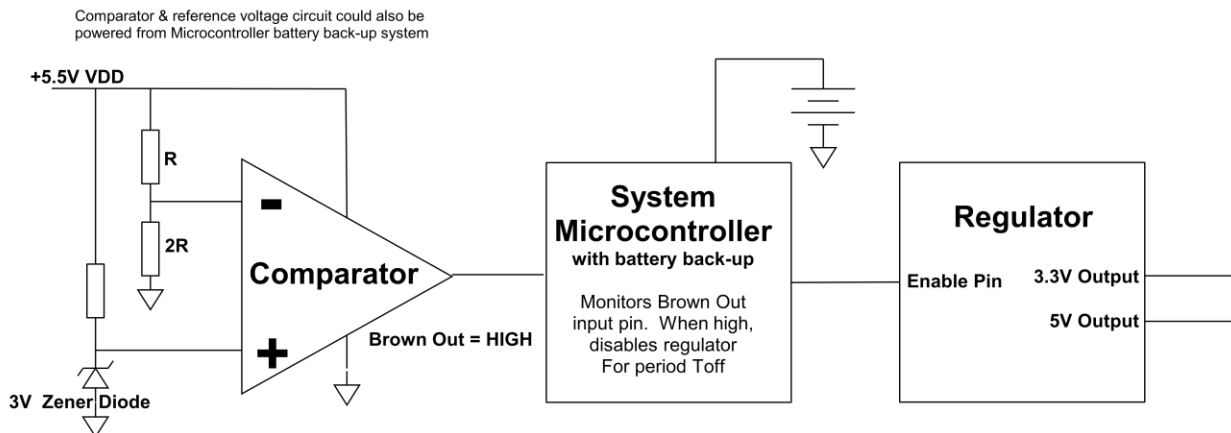 Comparator & reference voltage circuit could also be
powered from Microcontroller battery back-up system
+5.5V VDD
R
2R
-
+
Comparator
Brown Out = HIGH
3V Zener Diode
System
Microcontroller
with battery back-up
Monitors Brown Out
input pin. When high,
disables regulator
For period Toff
Regulator
Enable Pin
3.3V Output
5V Output